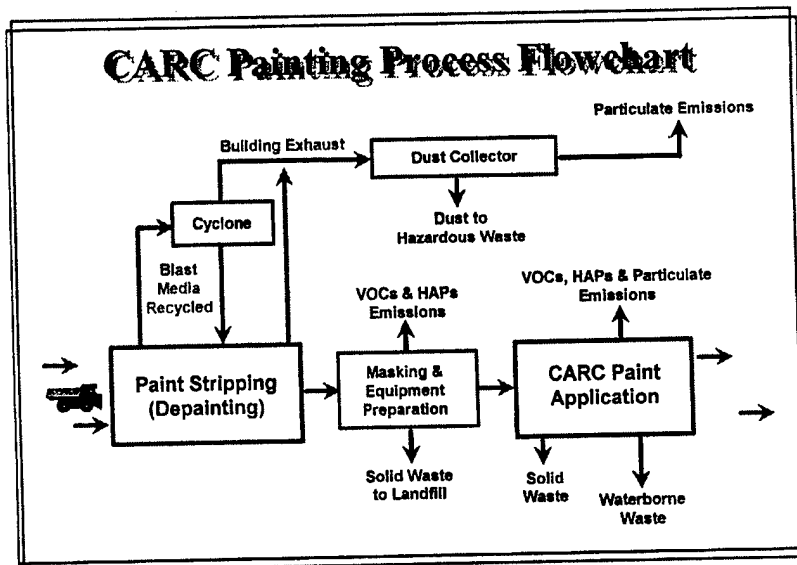 CARC Painting Process Flowchart
Particulate Emissions
Building Exhaust
Dust Collector
Cyclone
Dust to
Hazardous Waste
Blast
Media
Recycled
VOCs & HAPs
Emissions
VOCs, HAPs & Particulate
Emissions
Paint Stripping
(Depainting)
Masking &
Equipment
Preparation
CARC Paint
Application
Solid Waste
to Landfill
Solid
Waste
Waterborne
Waste